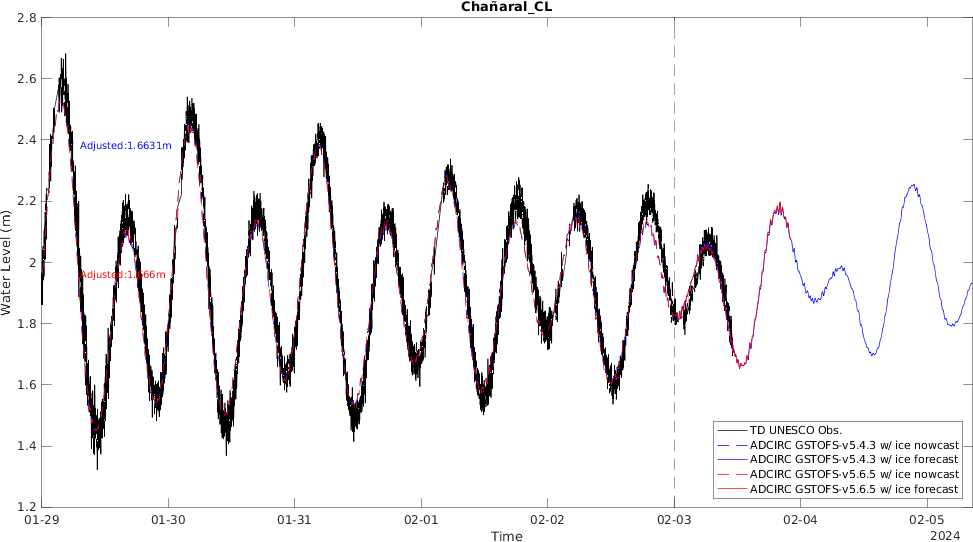 Chañaral_CL
2.8
2.6
2.4
2.2
2
1.8
1.6
1.4
1.2
Water Level (m)
Adjusted:1.6631m
Adjusted:1.666m
TD UNESCO Obs.
ADCIRC GSTOFS-v5.4.3 w/ ice nowcast
ADCIRC GSTOFS-v5.4.3 w/ ice forecast
ADCIRC GSTOFS-v5.6.5 w/ ice nowcast
ADCIRC GSTOFS-v5.6.5 w/ ice forecast
01-29 01-30 01-31 02-01 02-02 02-03 02-04 02-05
Time
2024